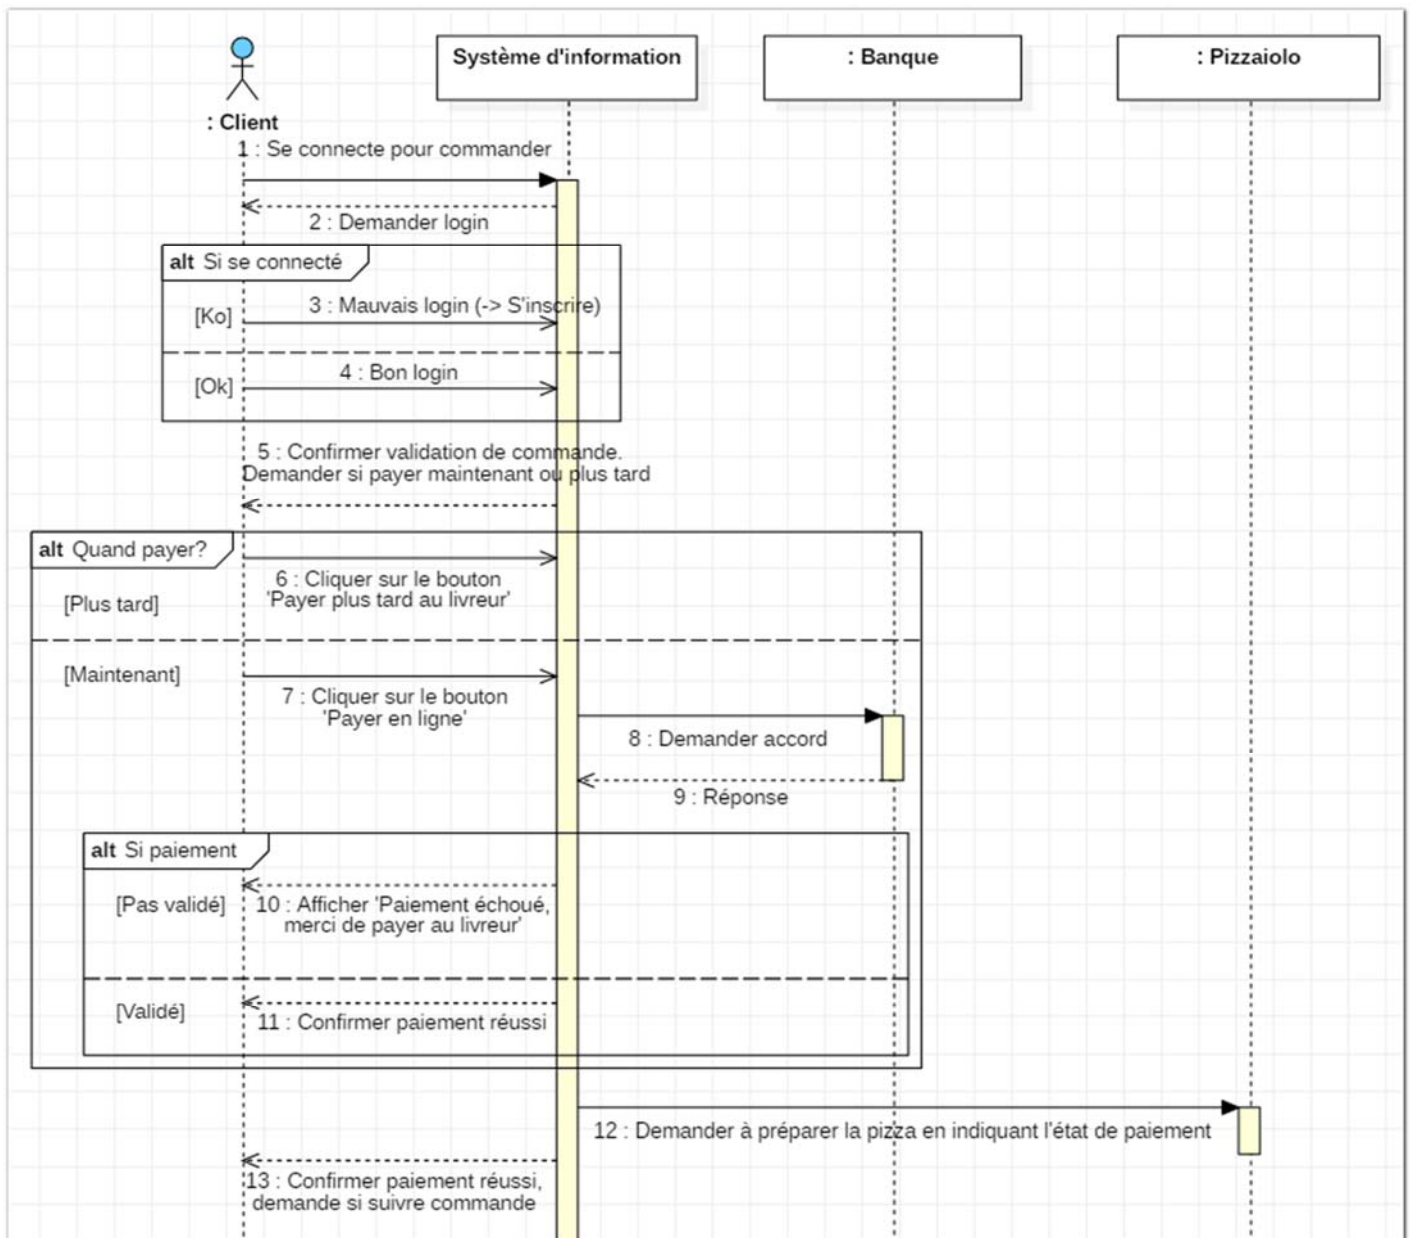 Système d'information
: Banque
: Pizzaiolo
: Client
1 : Se connecte pour commander
2 : Demander login
alt Si se connecté
3 : Mauvais login (-> S'inscrire)
[Ko]
4 : Bon login
[Ok]
5 : Confirmer validation de commande.
Demander si payer maintenant ou plus tard
alt Quand payer?
6 : Cliquer sur le bouton
'Payer plus tard au livreur'
[Plus tard]
[Maintenant]
7 : Cliquer sur le bouton
'Payer en ligne'
8 : Demander accord
9 : Réponse
alt Si paiement
[Pas validé]
10 : Afficher 'Paiement échoué,
merci de payer au livreur'
[Validé]
11 : Confirmer paiement réussi
12 : Demander à préparer la pizza en indiquant l'état de paiement
13 : Confirmer paiement réussi,
demande si suivre commande